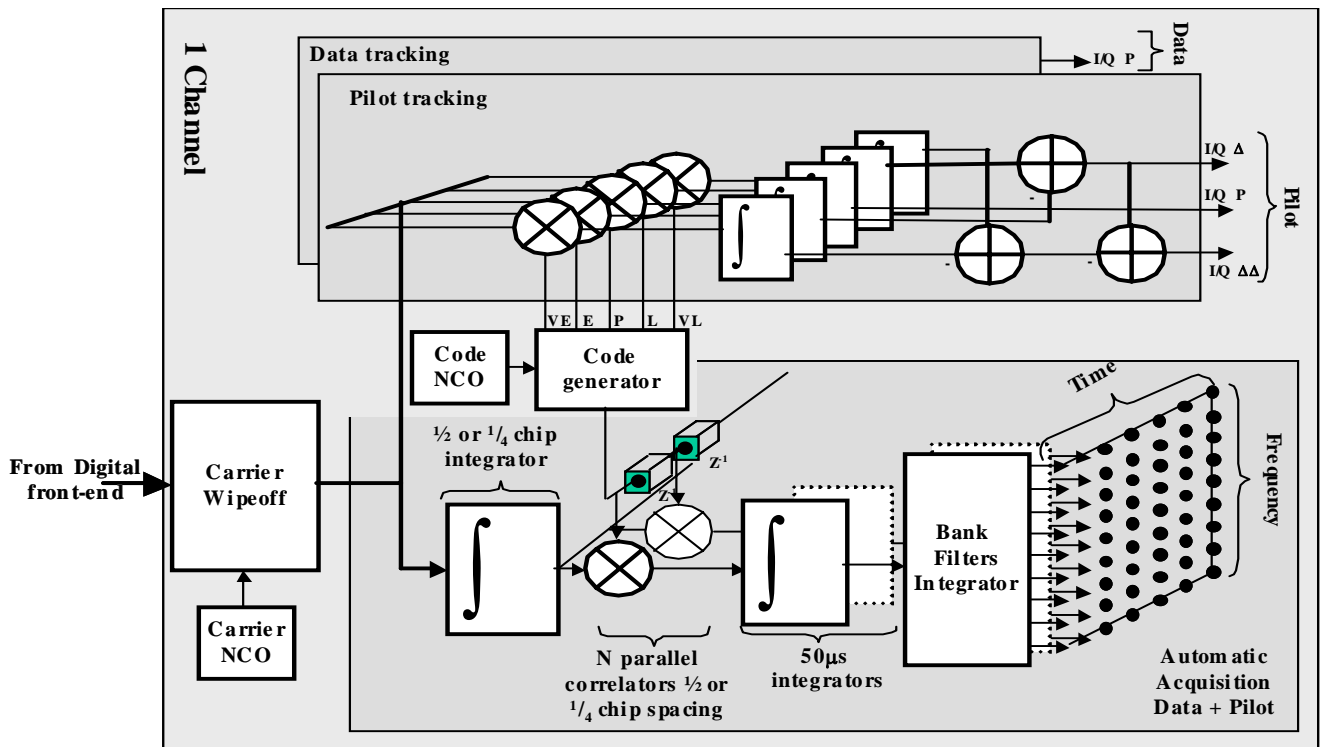 1 Channel
Data tracking
I/Q P
Data
Pilot tracking
I/Q Δ
I/Q P
I/Q ΔΔ
Pilot
-
-
-
VE E P L VL
Code
NCO
Code
generator
From Digital
front-end
Carrier
Wipeoff
Carrier
NCO
½ or ¼ chip
integrator
∫
∫
∫
Z⁻¹
Z
N parallel
correlators ½ or
¼ chip spacing
50µs
integrators
Bank
Filters
Integrator
Time
Frequency
Automatic
Acquisition
Data + Pilot